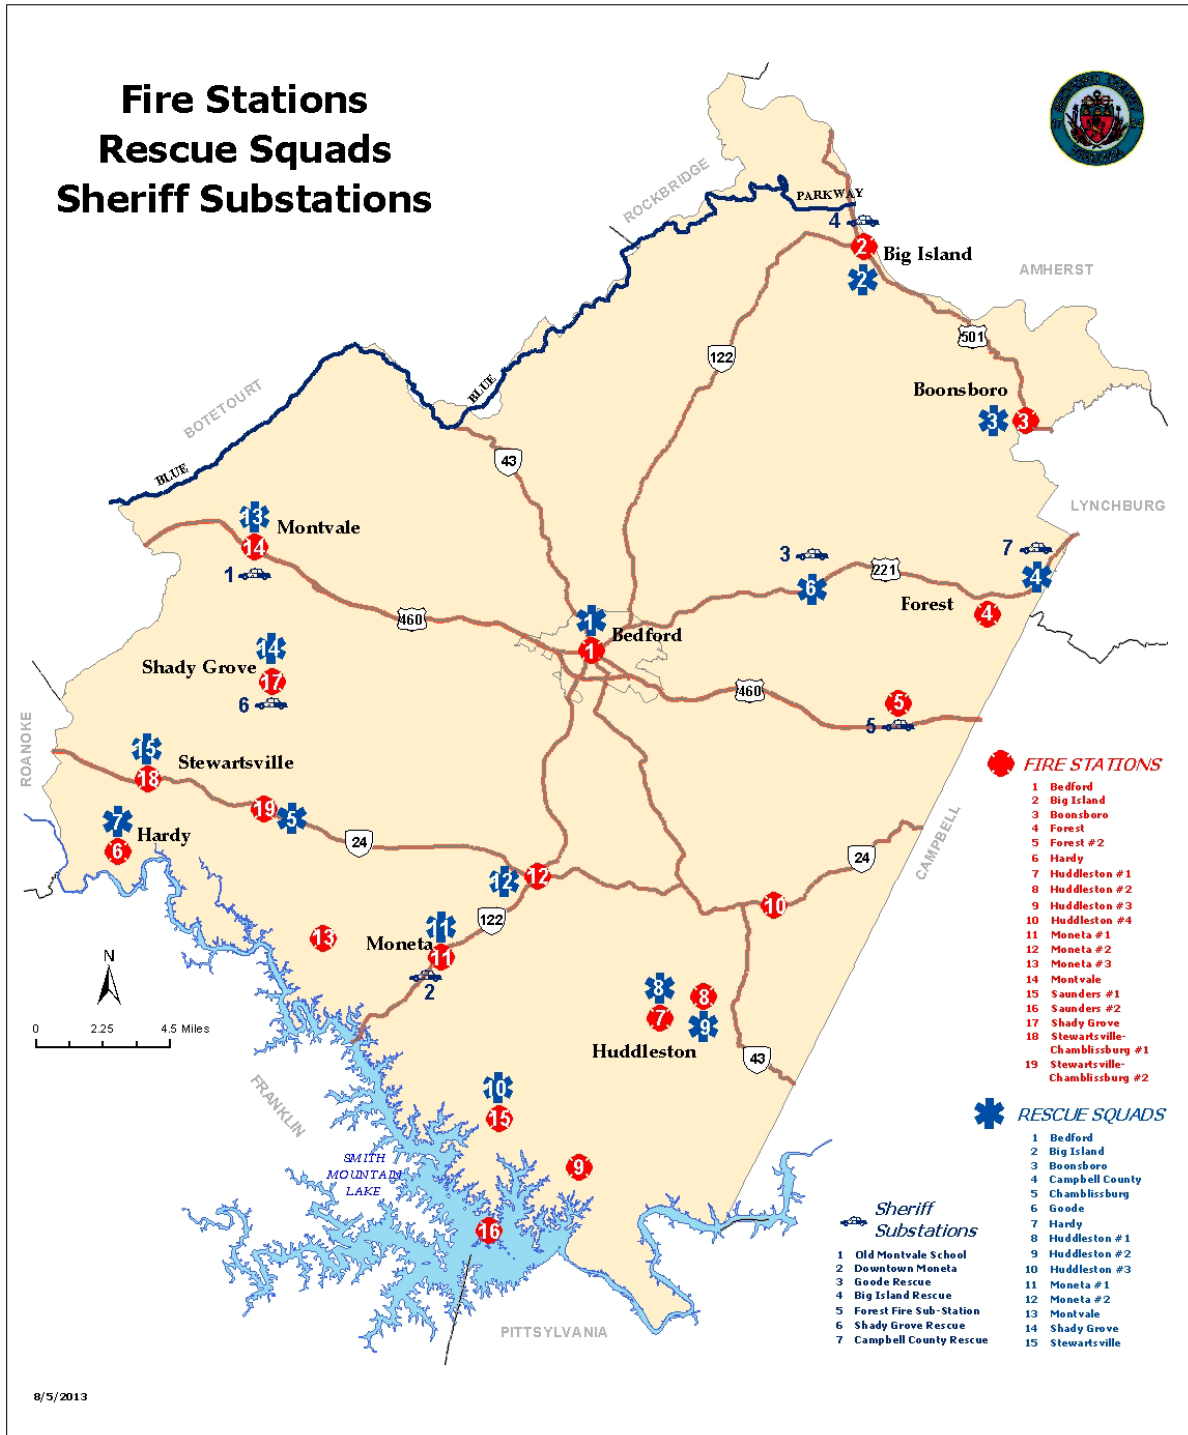 Fire Stations
Rescue Squads
Sheriff Substations
ROCKBRIDGE
PARKWAY
4
2
Big Island
2
AMHERST
501
122
Boonsboro
3
3
BOTETOURT
BLUE
BLUE
43
LYNCHBURG
13
Montvale
14
1
3
7
221
6
4
Forest
4
460
1
Bedford
1
14
Shady Grove
17
6
460
5
5
ROANOKE
15
Stewartsville
18
19
5
7
Hardy
6
24
12
12
24
CAMPBELL
10
13
11
122
Moneta
11
2
N
0 2.25 4.5 Miles
8
8
7
9
Huddleston
43
FRANKLIN
10
15
SMITH
MOUNTAIN
LAKE
9
16
PITTSYLVANIA
FIRE STATIONS
1 Bedford
2 Big Island
3 Boonsboro
4 Forest
5 Forest #2
6 Hardy
7 Huddleston #1
8 Huddleston #2
9 Huddleston #3
10 Huddleston #4
11 Moneta #1
12 Moneta #2
13 Moneta #3
14 Montvale
15 Saunders #1
16 Saunders #2
17 Shady Grove
18 Stewartsville-
Chamblissburg #1
19 Stewartsville-
Chamblissburg #2
RESCUE SQUADS
1 Bedford
2 Big Island
3 Boonsboro
4 Campbell County
5 Chamblissburg
6 Goode
7 Hardy
8 Huddleston #1
9 Huddleston #2
10 Huddleston #3
11 Moneta #1
12 Moneta #2
13 Montvale
14 Shady Grove
15 Stewartsville
Sheriff
Substations
1 Old Montvale School
2 Downtown Moneta
3 Goode Rescue
4 Big Island Rescue
5 Forest Fire Sub-Station
6 Shady Grove Rescue
7 Campbell County Rescue
8/5/2013